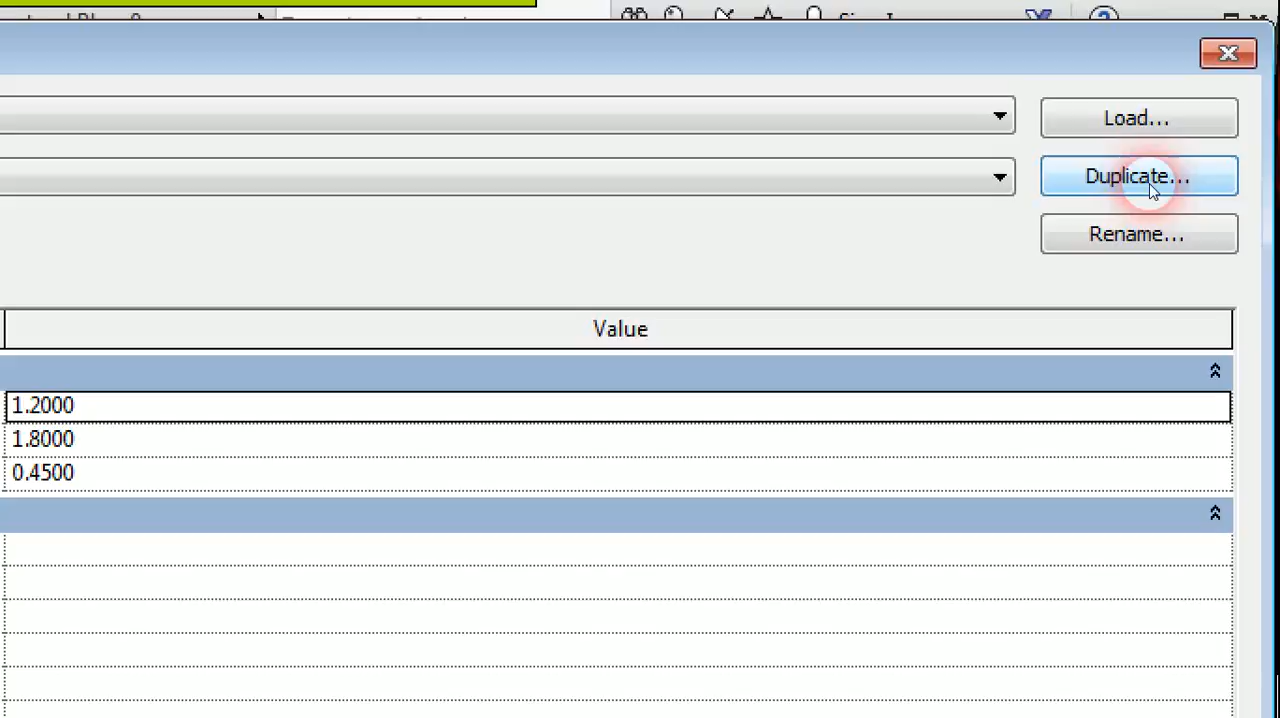 Load...
Duplicate...
Rename...
Value
1.2000
1.8000
0.4500